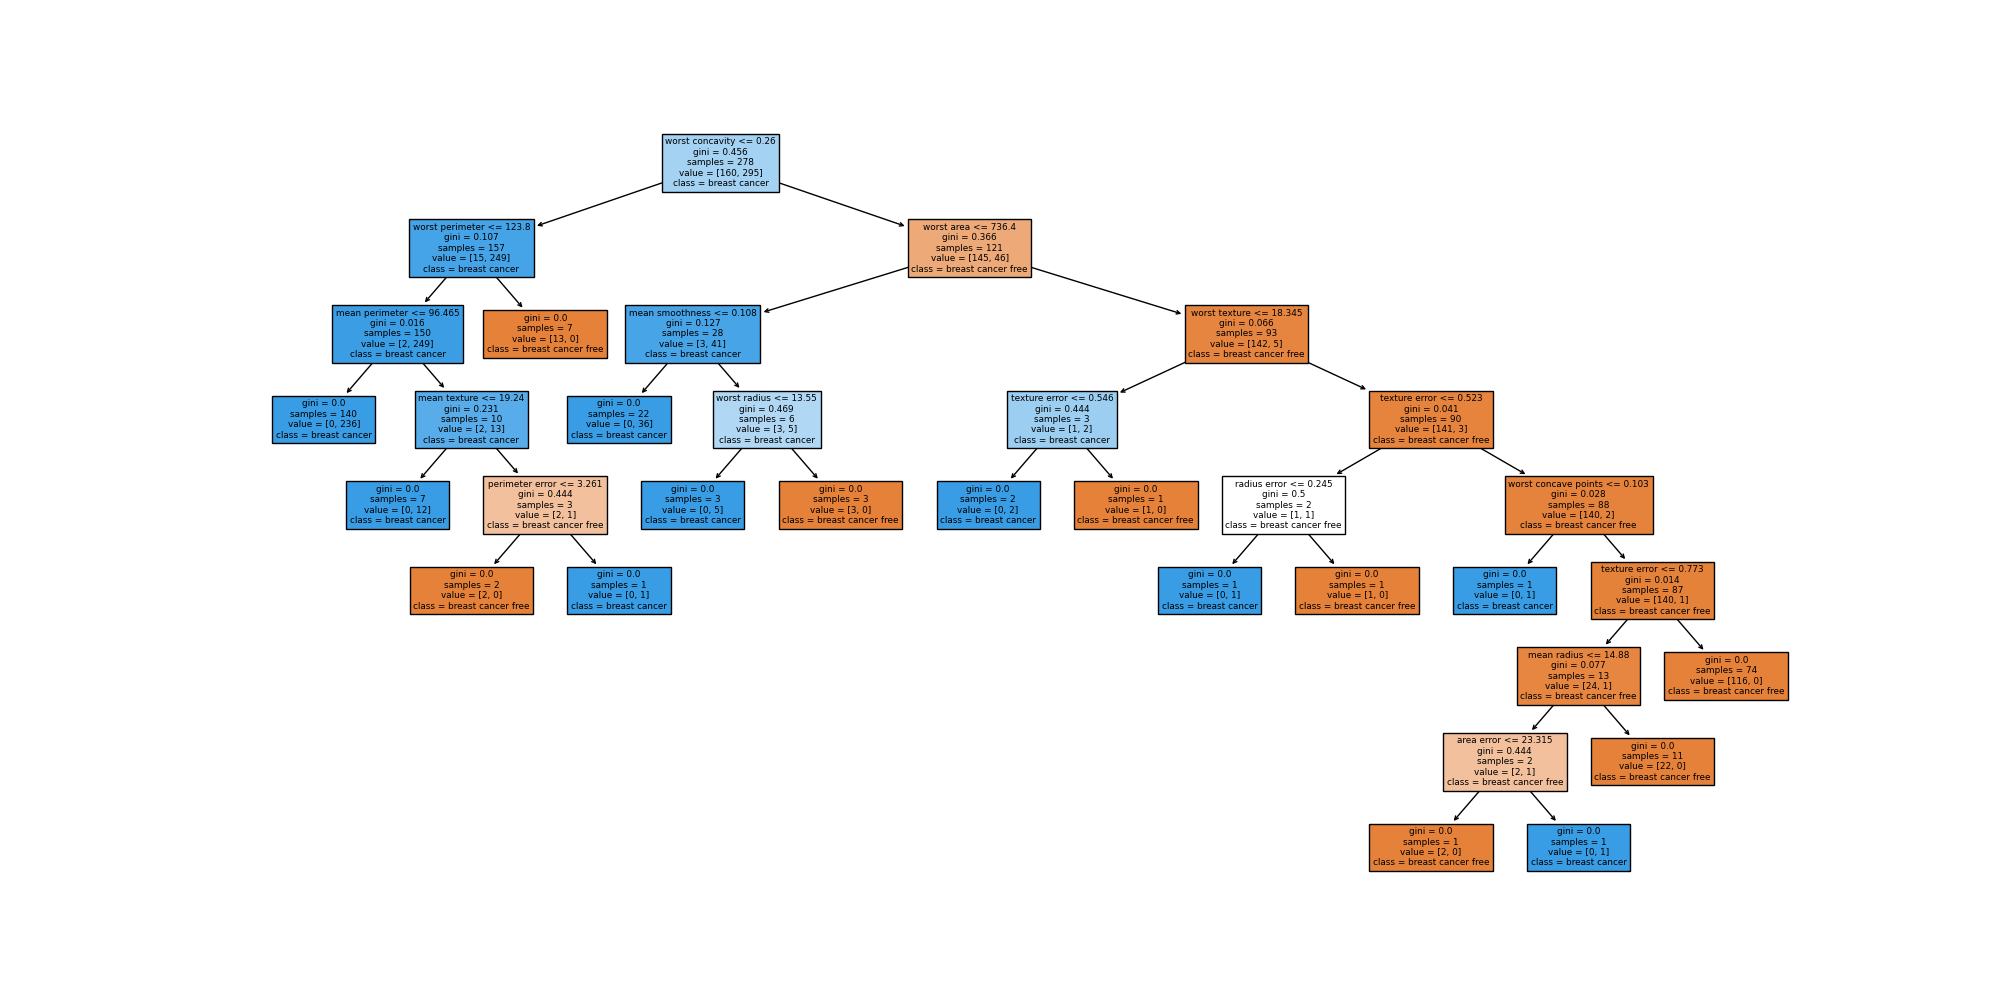 worst concavity <= 0.26
gini = 0.456
samples = 278
value = [160, 295]
class = breast cancer
worst perimeter <= 123.8
gini = 0.107
samples = 157
value = [15, 249]
class = breast cancer
worst area <= 736.4
gini = 0.366
samples = 121
value = [145, 46]
class = breast cancer free
mean perimeter <= 96.465
gini = 0.016
samples = 150
value = [2, 249]
class = breast cancer
gini = 0.0
samples = 7
value = [13, 0]
class = breast cancer free
mean smoothness <= 0.108
gini = 0.127
samples = 28
value = [3, 41]
class = breast cancer
worst texture <= 18.345
gini = 0.066
samples = 93
value = [142, 5]
class = breast cancer free
gini = 0.0
samples = 140
value = [0, 236]
class = breast cancer
mean texture <= 19.24
gini = 0.231
samples = 10
value = [2, 13]
class = breast cancer
gini = 0.0
samples = 22
value = [0, 36]
class = breast cancer
worst radius <= 13.55
gini = 0.469
samples = 6
value = [3, 5]
class = breast cancer
texture error <= 0.546
gini = 0.444
samples = 3
value = [1, 2]
class = breast cancer
texture error <= 0.523
gini = 0.041
samples = 90
value = [141, 3]
class = breast cancer free
gini = 0.0
samples = 7
value = [0, 12]
class = breast cancer
perimeter error <= 3.261
gini = 0.444
samples = 3
value = [2, 1]
class = breast cancer free
gini = 0.0
samples = 3
value = [0, 5]
class = breast cancer
gini = 0.0
samples = 3
value = [3, 0]
class = breast cancer free
gini = 0.0
samples = 2
value = [0, 2]
class = breast cancer
gini = 0.0
samples = 1
value = [1, 0]
class = breast cancer free
radius error <= 0.245
gini = 0.5
samples = 2
value = [1, 1]
class = breast cancer free
worst concave points <= 0.103
gini = 0.028
samples = 88
value = [140, 2]
class = breast cancer free
gini = 0.0
samples = 2
value = [2, 0]
class = breast cancer free
gini = 0.0
samples = 1
value = [0, 1]
class = breast cancer
gini = 0.0
samples = 1
value = [0, 1]
class = breast cancer
gini = 0.0
samples = 1
value = [1, 0]
class = breast cancer free
gini = 0.0
samples = 1
value = [0, 1]
class = breast cancer
texture error <= 0.773
gini = 0.014
samples = 87
value = [140, 1]
class = breast cancer free
mean radius <= 14.88
gini = 0.077
samples = 13
value = [24, 1]
class = breast cancer free
gini = 0.0
samples = 74
value = [116, 0]
class = breast cancer free
area error <= 23.315
gini = 0.444
samples = 2
value = [2, 1]
class = breast cancer free
gini = 0.0
samples = 11
value = [22, 0]
class = breast cancer free
gini = 0.0
samples = 1
value = [2, 0]
class = breast cancer free
gini = 0.0
samples = 1
value = [0, 1]
class = breast cancer